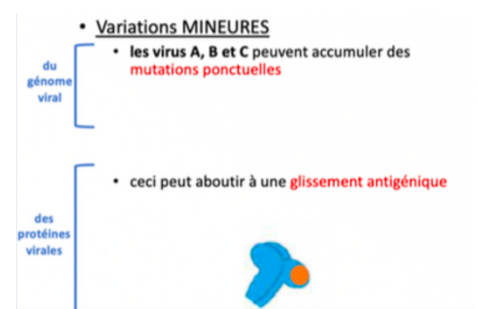 • Variations MINEURES
• les virus A, B et C peuvent accumuler des
mutations ponctuelles
du
génome
viral
• ceci peut aboutir à une glissement antigénique
des
protéines
virales